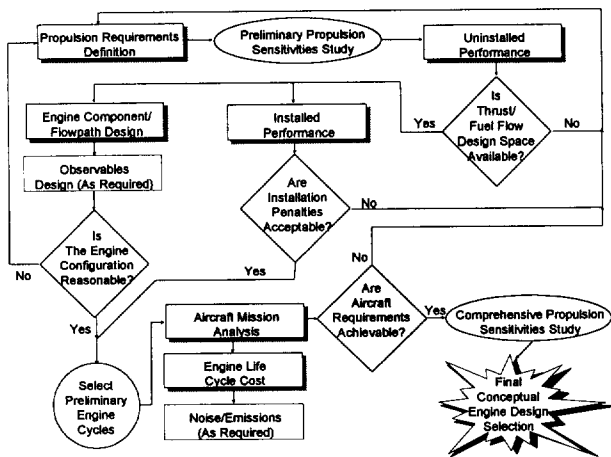 Propulsion Requirements
Definition
Preliminary Propulsion
Sensitivities Study
Uninstalled
Performance
Engine Component/
Flowpath Design
Installed
Performance
Yes
Is
Thrust/
Fuel Flow
Design Space
Available?
No
Observables
Design (As Required)
Are
Installation
Penalties
Acceptable?
No
Is
The Engine
Configuration
Reasonable?
No
Yes
Yes
No
Aircraft Mission
Analysis
Are
Aircraft
Requirements
Achievable?
Yes
Comprehensive Propulsion
Sensitivities Study
Engine Life
Cycle Cost
Select
Preliminary
Engine
Cycles
Noise/Emissions
(As Required)
Final
Conceptual
Engine Design
Selection